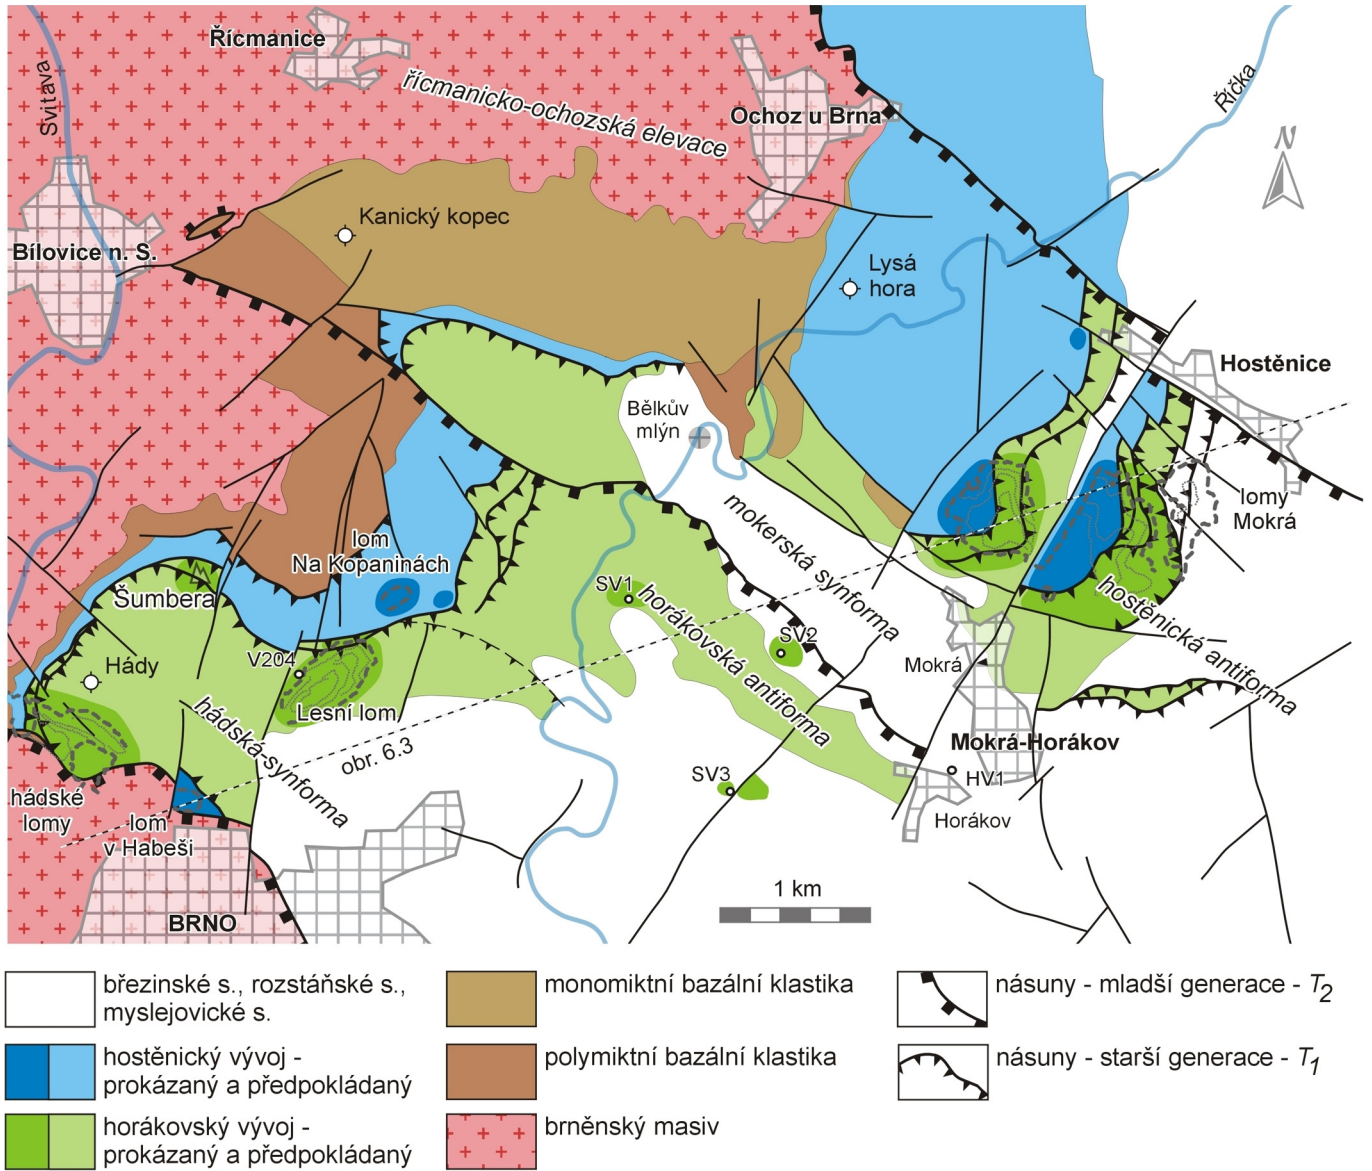 Řícmanice
Svitava
řícmanicko-ochozská elevace
Ochoz u Brna
Říčka
N
Kanický kopec
Bílovice n. S.
Lysá
hora
Hostěnice
Bělkův
mlýn
mokerská synforma
lomy
Mokrá
lom
Na Kopaninách
Šumbera
SV1
horákovská antiforma
SV2
hostěnická antiforma
Mokrá
Hády
V204
Lesní lom
hádská synforma
obr. 6.3
SV3
Mokrá-Horákov
HV1
Horákov
hádské
lomy
lom
v Habeši
BRNO
1 km
březinské s., rozstáňské s.,
myslejovické s.
hostěnický vývoj -
prokázaný a předpokládaný
horákovský vývoj -
prokázaný a předpokládaný
monomiktní bazální klastika
polymiktní bazální klastika
brněnský masiv
násuny - mladší generace - T2
násuny - starší generace - T1